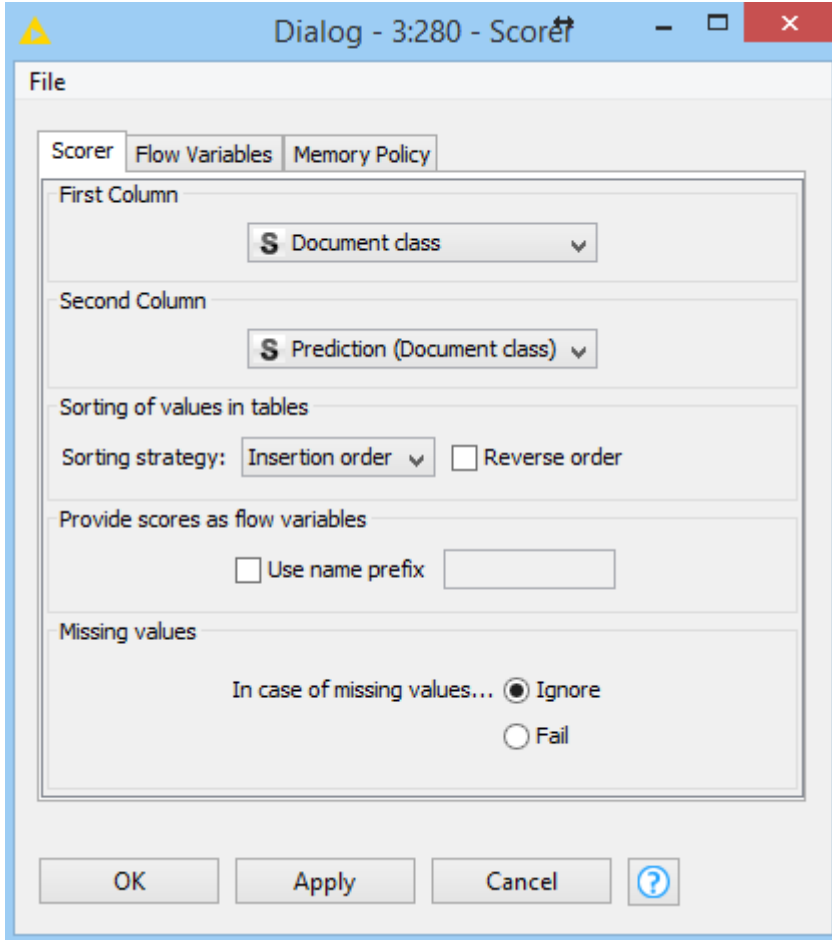 Dialog - 3:280 - Scorer
File
Scorer Flow Variables Memory Policy
First Column
S Document class
Second Column
S Prediction (Document class)
Sorting of values in tables
Sorting strategy: Insertion order Reverse order
Provide scores as flow variables
Use name prefix
Missing values
In case of missing values... Ignore
Fail
OK Apply Cancel ?